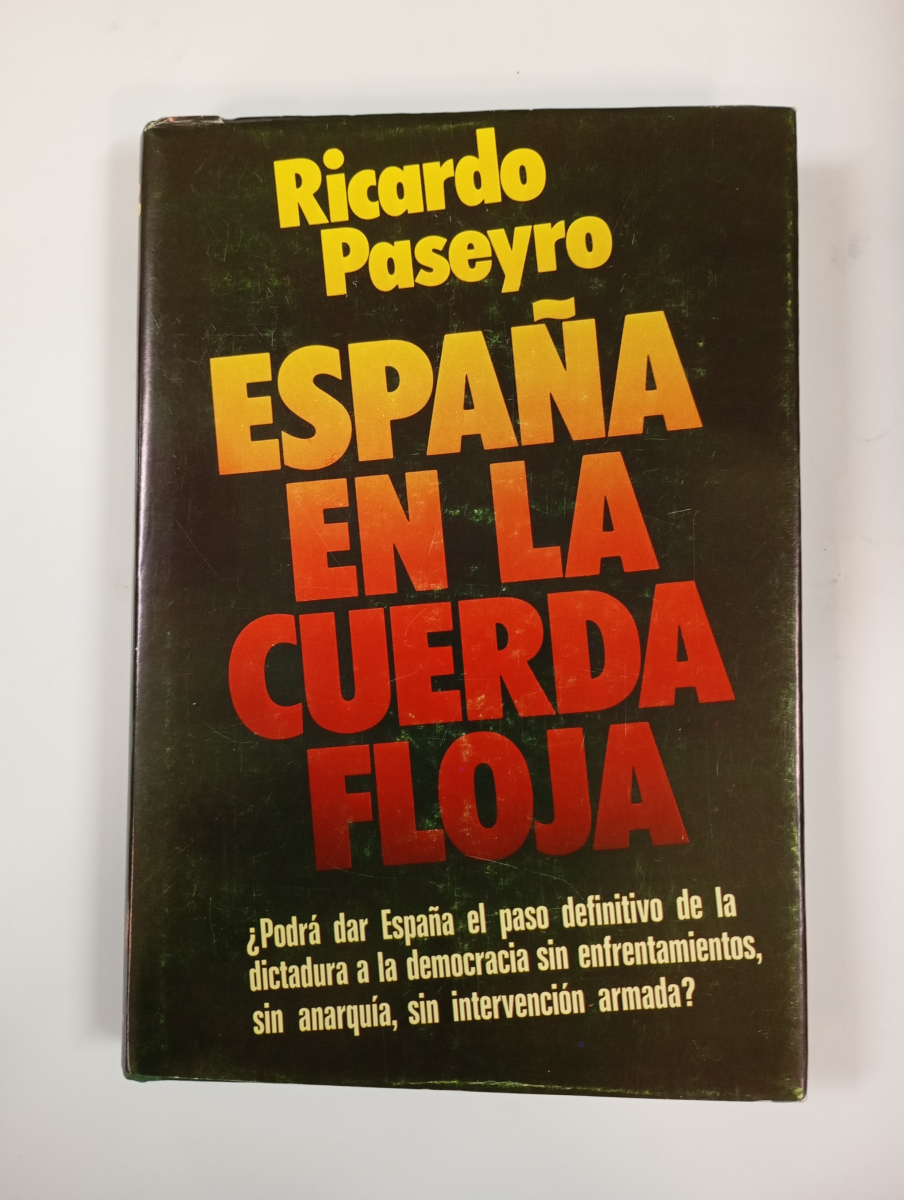 Ricardo
Paseyro
ESPAÑA
EN LA
CUERDA
FLOJA
¿Podrá dar España el paso definitivo de la
dictadura a la democracia sin enfrentamientos,
sin anarquía, sin intervención armada?